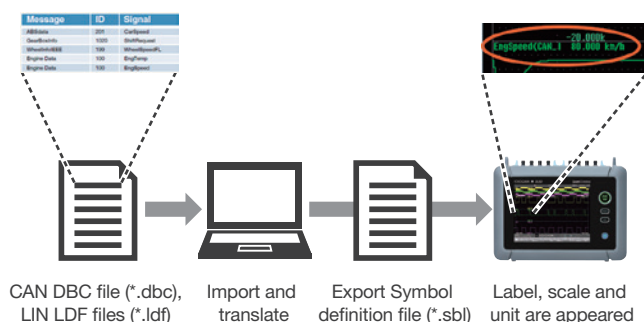 Message ID Signal
ABSdata 201 CarSpeed
GearBoxInfo 1020 ShiftRequest
WheelInfoIEEE 199 WheelSpeedFL
Engine Data 100 EngTemp
Engine Data 100 EngSpeed
-20.000k
EngSpeed(CAN_) 80.000 km/h
CAN DBC file (*.dbc),
LIN LDF files (*.ldf)
Import and
translate
Export Symbol
definition file (*.sbl)
Label, scale and
unit are appeared